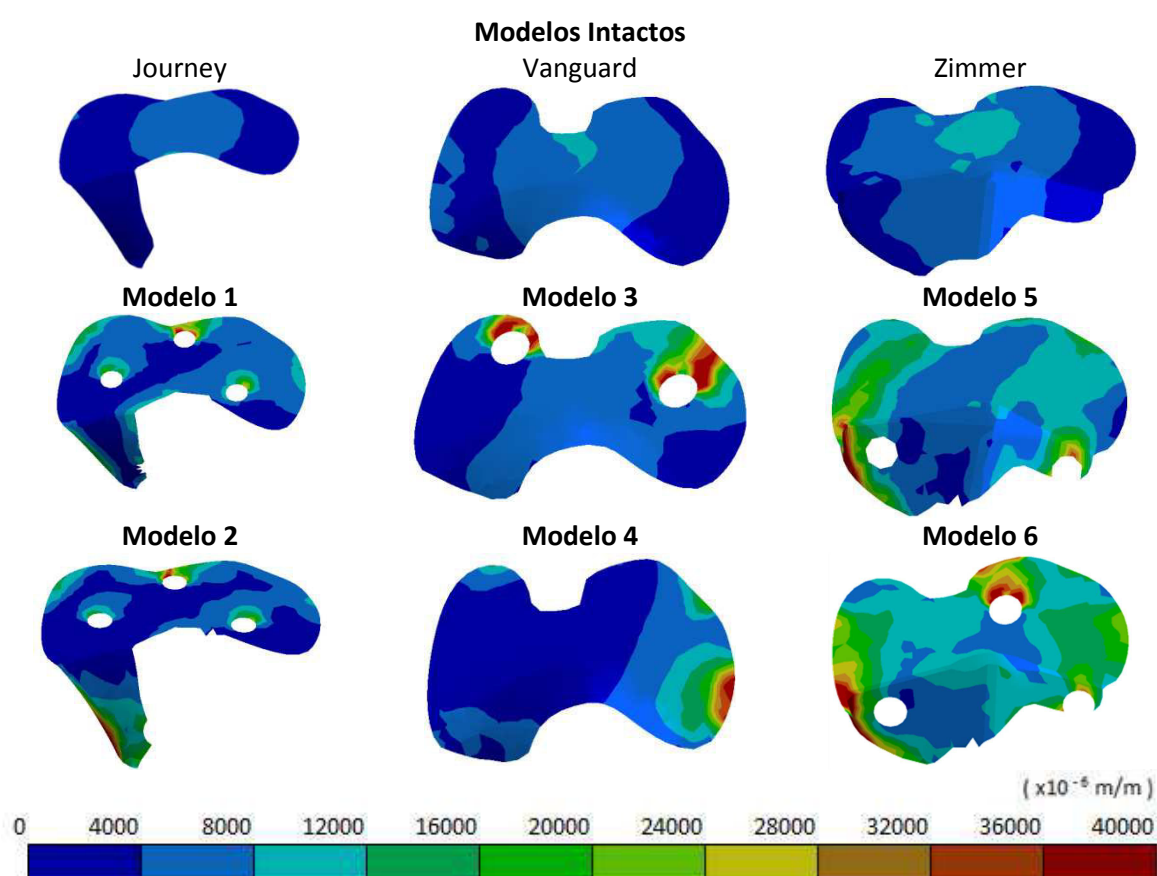 Modelos Intactos
Journey Vanguard Zimmer
Modelo 1 Modelo 3 Modelo 5
Modelo 2 Modelo 4 Modelo 6
( x10⁻⁶ m/m )
0 4000 8000 12000 16000 20000 24000 28000 32000 36000 40000